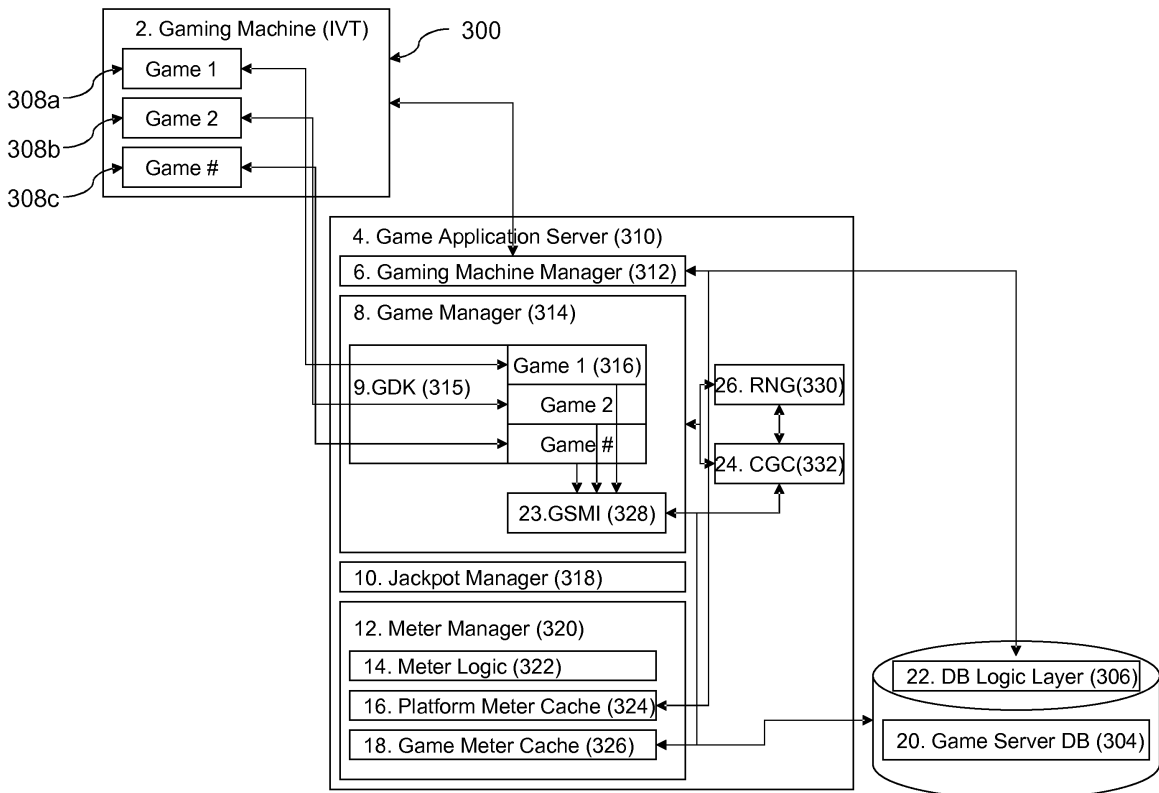 2. Gaming Machine (IVT)
300
Game 1
308a
Game 2
308b
Game #
308c
4. Game Application Server (310)
6. Gaming Machine Manager (312)
8. Game Manager (314)
Game 1 (316)
9.GDK (315)
26. RNG(330)
Game 2
Game #
24. CGC(332)
23.GSMI (328)
10. Jackpot Manager (318)
12. Meter Manager (320)
14. Meter Logic (322)
22. DB Logic Layer (306)
16. Platform Meter Cache (324)
18. Game Meter Cache (326)
20. Game Server DB (304)